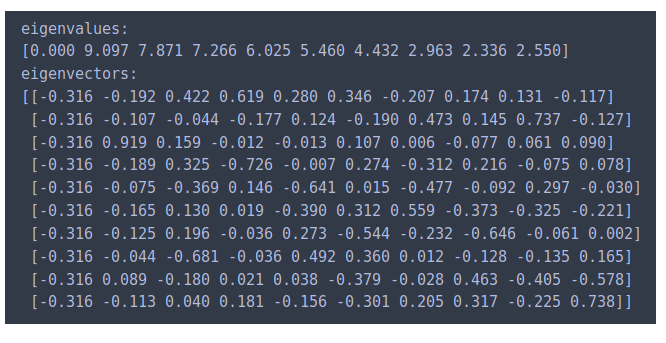 eigenvalues:
[0.000 9.097 7.871 7.266 6.025 5.460 4.432 2.963 2.336 2.550]
eigenvectors:
[[-0.316 -0.192 0.422 0.619 0.280 0.346 -0.207 0.174 0.131 -0.117]
[-0.316 -0.107 -0.044 -0.177 0.124 -0.190 0.473 0.145 0.737 -0.127]
[-0.316 0.919 0.159 -0.012 -0.013 0.107 0.006 -0.077 0.061 0.090]
[-0.316 -0.189 0.325 -0.726 -0.007 0.274 -0.312 0.216 -0.075 0.078]
[-0.316 -0.075 -0.369 0.146 -0.641 0.015 -0.477 -0.092 0.297 -0.030]
[-0.316 -0.165 0.130 0.019 -0.390 0.312 0.559 -0.373 -0.325 -0.221]
[-0.316 -0.125 0.196 -0.036 0.273 -0.544 -0.232 -0.646 -0.061 0.002]
[-0.316 -0.044 -0.681 -0.036 0.492 0.360 0.012 -0.128 -0.135 0.165]
[-0.316 0.089 -0.180 0.021 0.038 -0.379 -0.028 0.463 -0.405 -0.578]
[-0.316 -0.113 0.040 0.181 -0.156 -0.301 0.205 0.317 -0.225 0.738]]